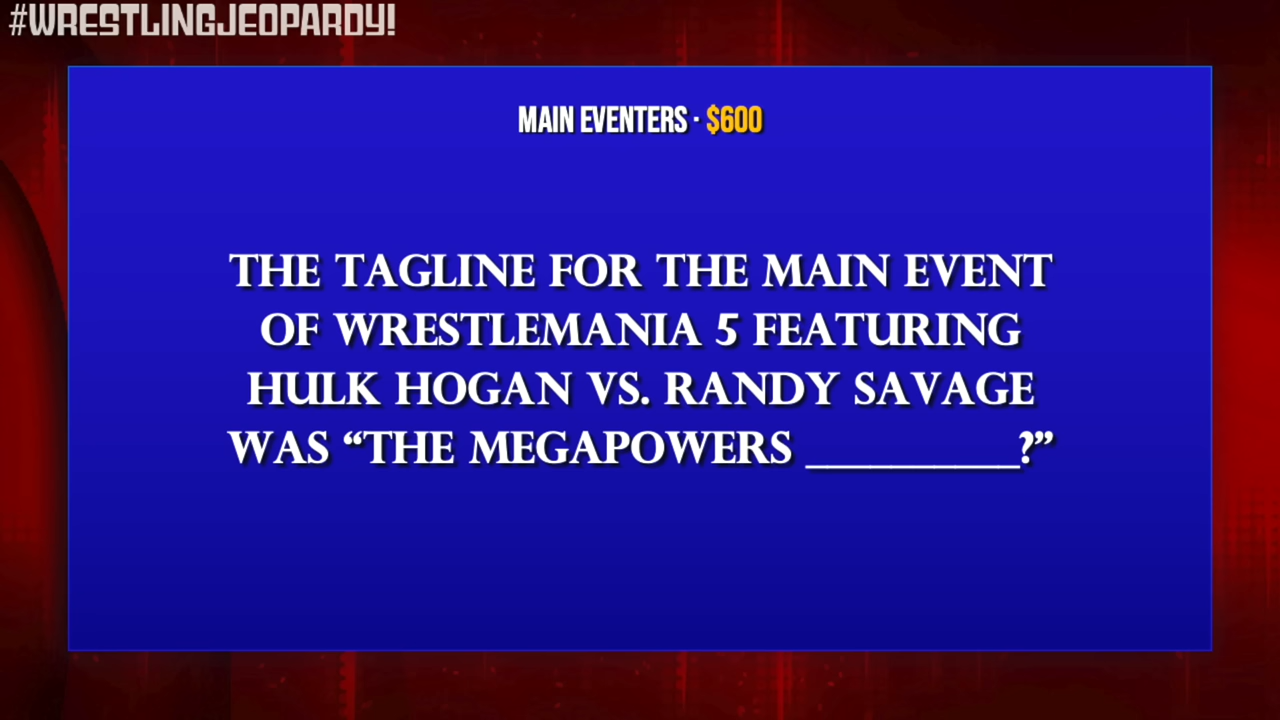 #WRESTLINGJEOPARDY!
MAIN EVENTERS · $600
THE TAGLINE FOR THE MAIN EVENT
OF WRESTLEMANIA 5 FEATURING
HULK HOGAN VS. RANDY SAVAGE
WAS “THE MEGAPOWERS __________?”